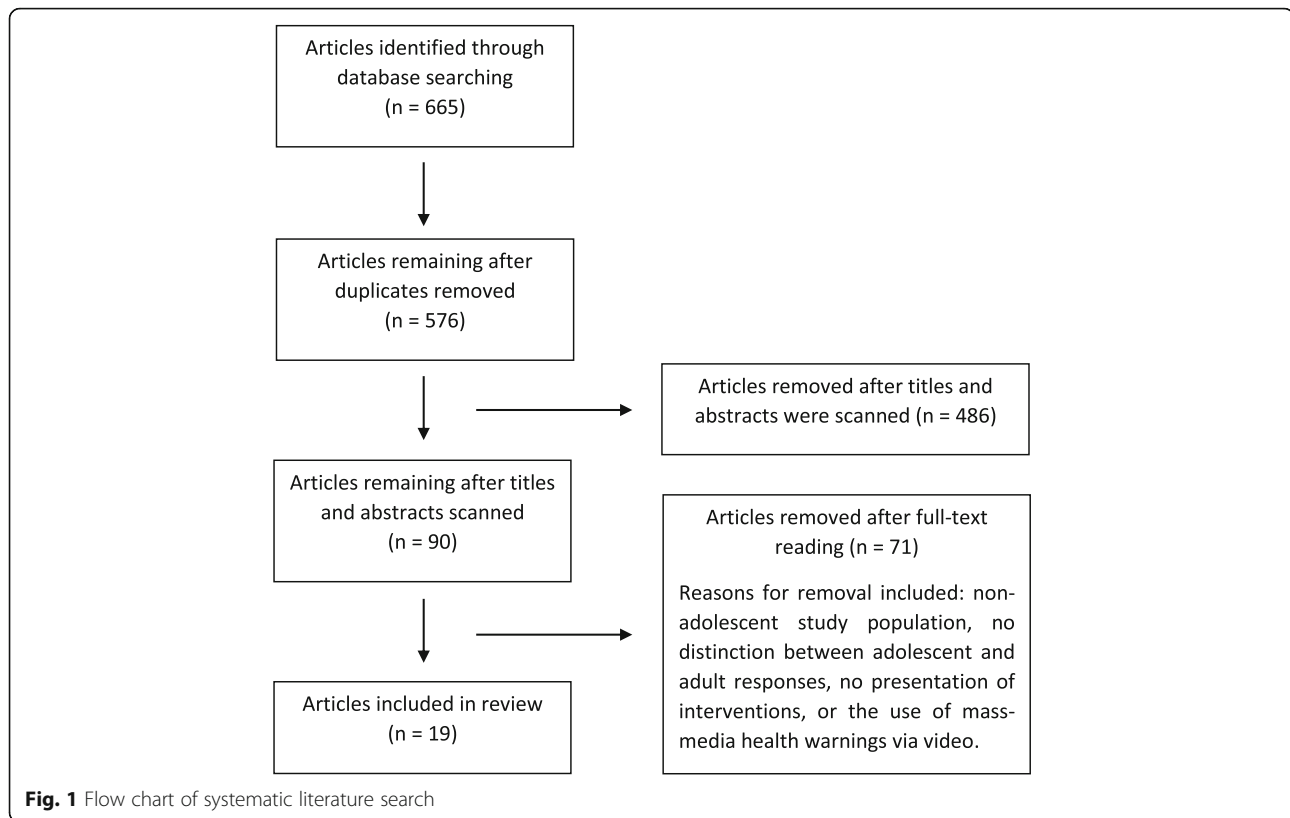 Articles identified through
database searching
(n = 665)
Articles remaining after
duplicates removed
(n = 576)
Articles removed after titles and
abstracts were scanned (n = 486)
Articles remaining after titles
and abstracts scanned
(n = 90)
Articles removed after full-text
reading (n = 71)
Reasons for removal included: non-
adolescent study population, no
distinction between adolescent and
adult responses, no presentation of
interventions, or the use of mass-
media health warnings via video.
Articles included in review
(n = 19)
Fig. 1 Flow chart of systematic literature search